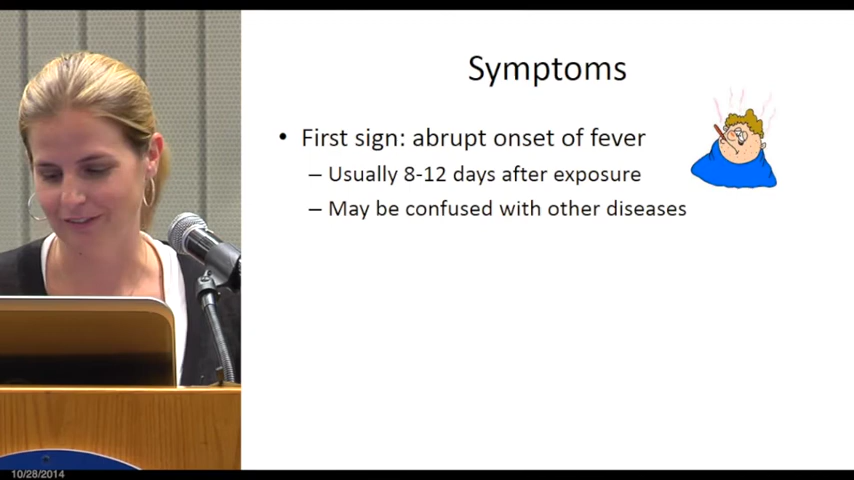 Symptoms
• First sign: abrupt onset of fever
– Usually 8-12 days after exposure
– May be confused with other diseases
10/28/2014